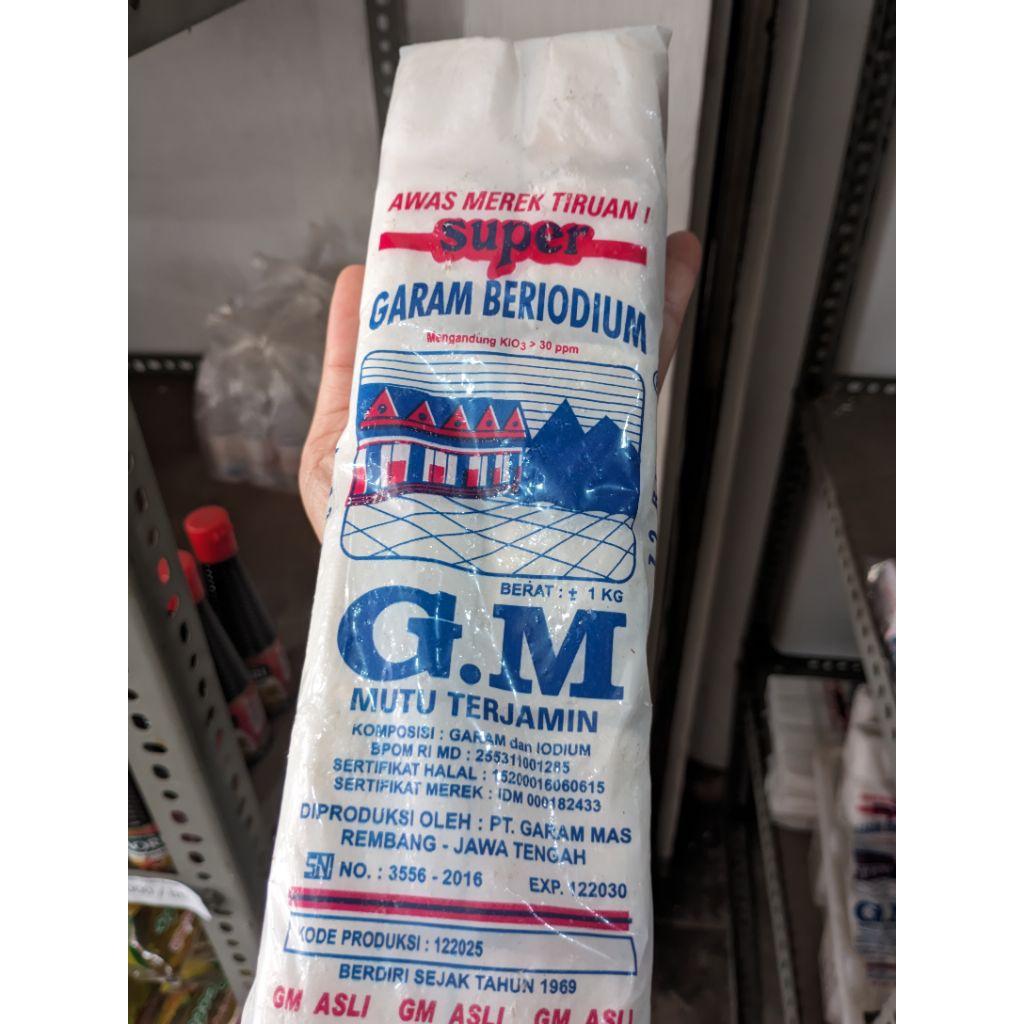 AWAS MEREK TIRUAN !
super
GARAM BERIODIUM
Mengandung KIO3 > 30 ppm
BERAT : ± 1 KG
G.M
MUTU TERJAMIN
KOMPOSISI : GARAM dan IODIUM
BPOM RI MD : 255311001285
SERTIFIKAT HALAL : 15200016060615
SERTIFIKAT MEREK : IDM 000182433
DIPRODUKSI OLEH : PT. GARAM MAS
REMBANG - JAWA TENGAH
SNI NO. : 3556 - 2016 EXP. 122030
KODE PRODUKSI : 122025
BERDIRI SEJAK TAHUN 1969
GM ASLI GM ASLI GM ASLI